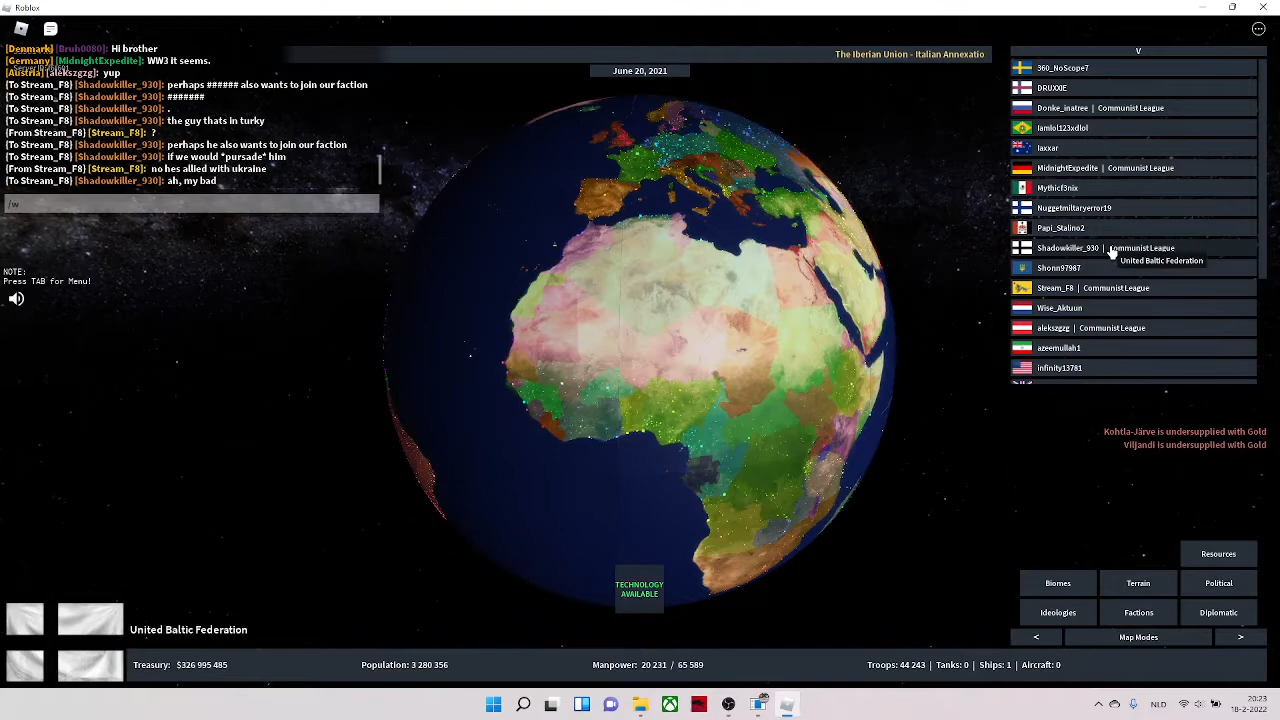 Roblox
[Denmark] [Bruh0080]: Hi brother
[Germany] [MidnightExpedite]: WW3 it seems.
[Austria] [alekszgzg]: yup
{To Stream_F8} [Shadowkiller_930]: perhaps ###### also wants to join our faction
{To Stream_F8} [Shadowkiller_930]: #######
{To Stream_F8} [Shadowkiller_930]: .
{To Stream_F8} [Shadowkiller_930]: the guy thats in turky
{From Stream_F8} [Stream_F8]: ?
{To Stream_F8} [Shadowkiller_930]: perhaps he also wants to join our faction
{To Stream_F8} [Shadowkiller_930]: if we would *pursade* him
{From Stream_F8} [Stream_F8]: no hes allied with ukraine
{To Stream_F8} [Shadowkiller_930]: ah, my bad
/w
NOTE:
Press TAB for Menu!
The Iberian Union - Italian Annexatio
June 20, 2021
V
360_NoScope7
DRUXXIE
Donke_inatree | Communist League
Iamlol123xdlol
laxxar
MidnightExpedite | Communist League
Mythicf3nix
Nuggetmilitaryerror19
Papi_Stalino2
Shadowkiller_930 | Communist League
United Baltic Federation
Shonn97987
Stream_F8 | Communist League
Wise_Aktuun
alekszgzg | Communist League
azeemullah1
infinity13781
Kohtla-Järve is undersupplied with Gold
Viljandi is undersupplied with Gold
TECHNOLOGY
AVAILABLE
Resources
Biomes Terrain Political
Ideologies Factions Diplomatic
< Map Modes >
United Baltic Federation
Treasury: $326 995 485 Population: 3 280 356 Manpower: 20 231 / 65 589 Troops: 44 243 | Tanks: 0 | Ships: 1 | Aircraft: 0
NLD
20:23
18-2-2023